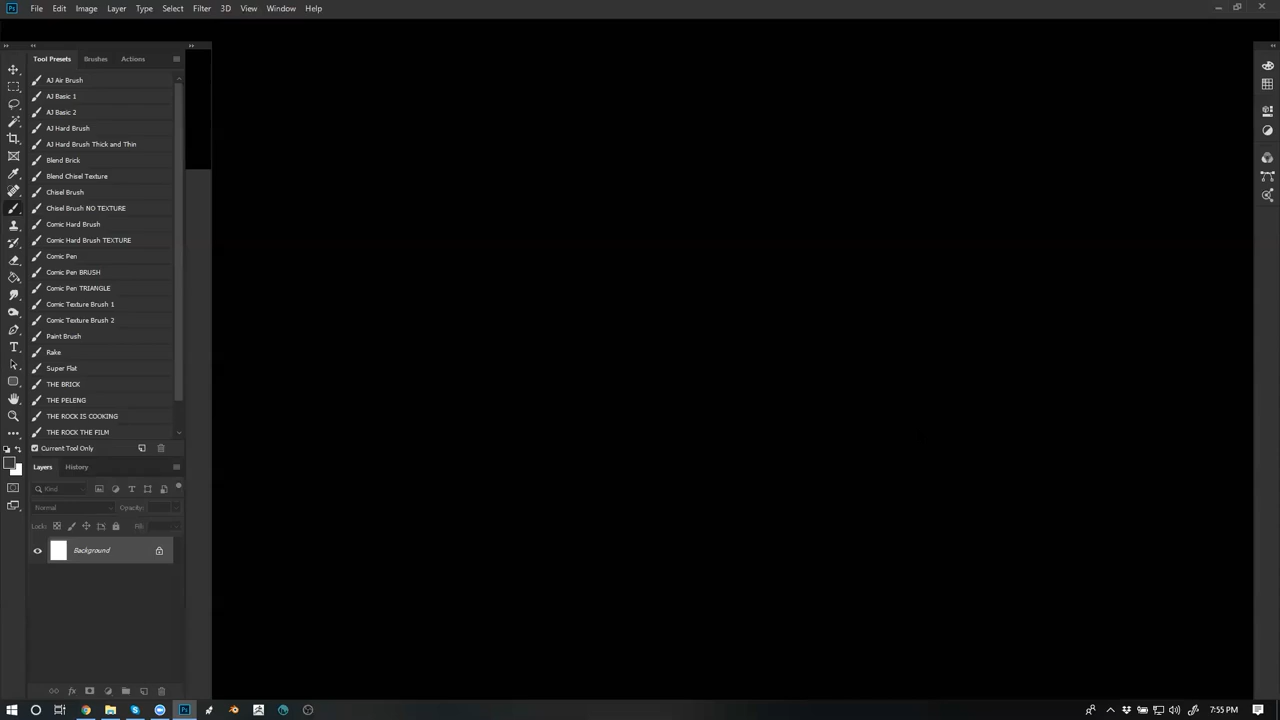 Ps File Edit Image Layer Type Select Filter 3D View Window Help
Tool Presets Brushes Actions
AJ Air Brush
AJ Basic 1
AJ Basic 2
AJ Hard Brush
AJ Hard Brush Thick and Thin
Blend Brick
Blend Chisel Texture
Chisel Brush
Chisel Brush NO TEXTURE
Comic Hard Brush
Comic Hard Brush TEXTURE
Comic Pen
Comic Pen BRUSH
Comic Pen TRIANGLE
Comic Texture Brush 1
Comic Texture Brush 2
Paint Brush
Rake
Super Flat
THE BRICK
THE PELENG
THE ROCK IS COOKING
THE ROCK THE FILM
Current Tool Only
Layers History
Kind
Normal Opacity:
Lock: Fill:
Background
Ps 7:55 PM